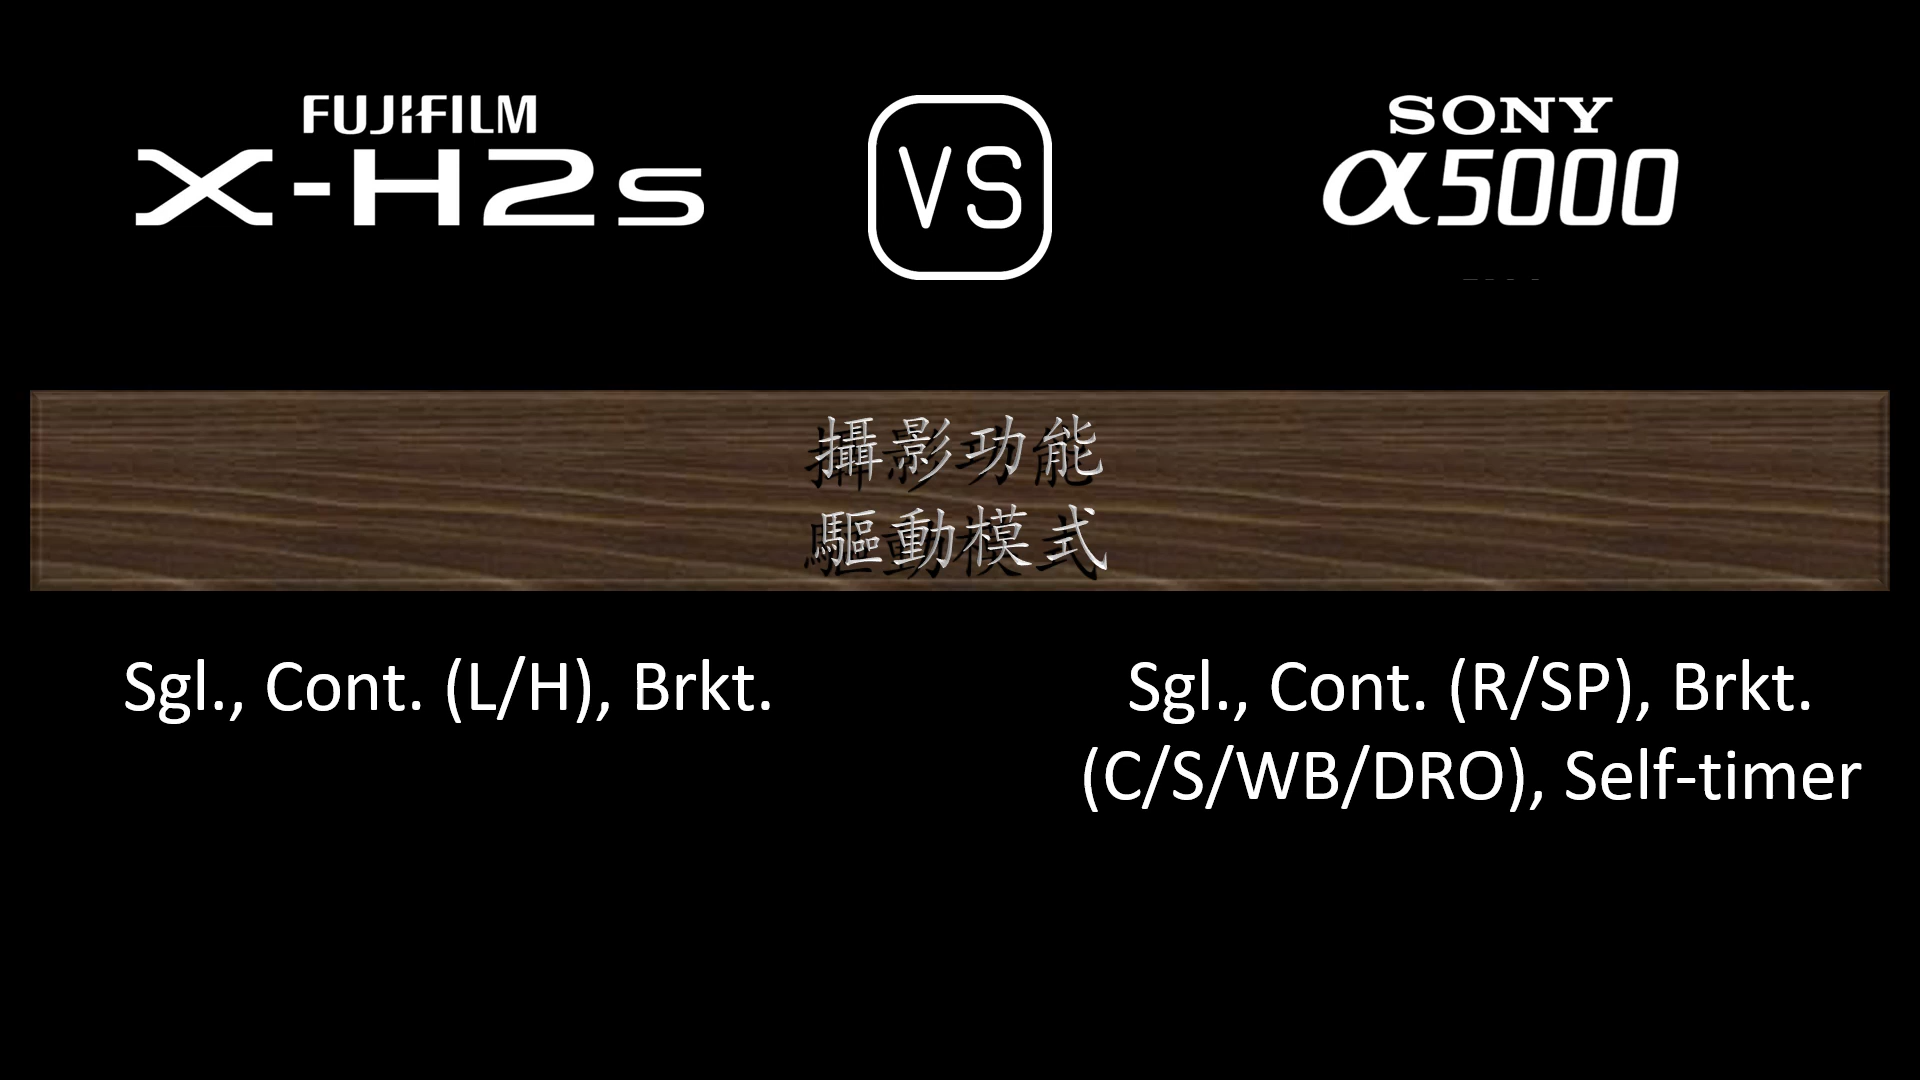 FUJIFILM
X-H2s
VS
SONY
α5000
攝影功能
驅動模式
Sgl., Cont. (L/H), Brkt.
Sgl., Cont. (R/SP), Brkt.
(C/S/WB/DRO), Self-timer